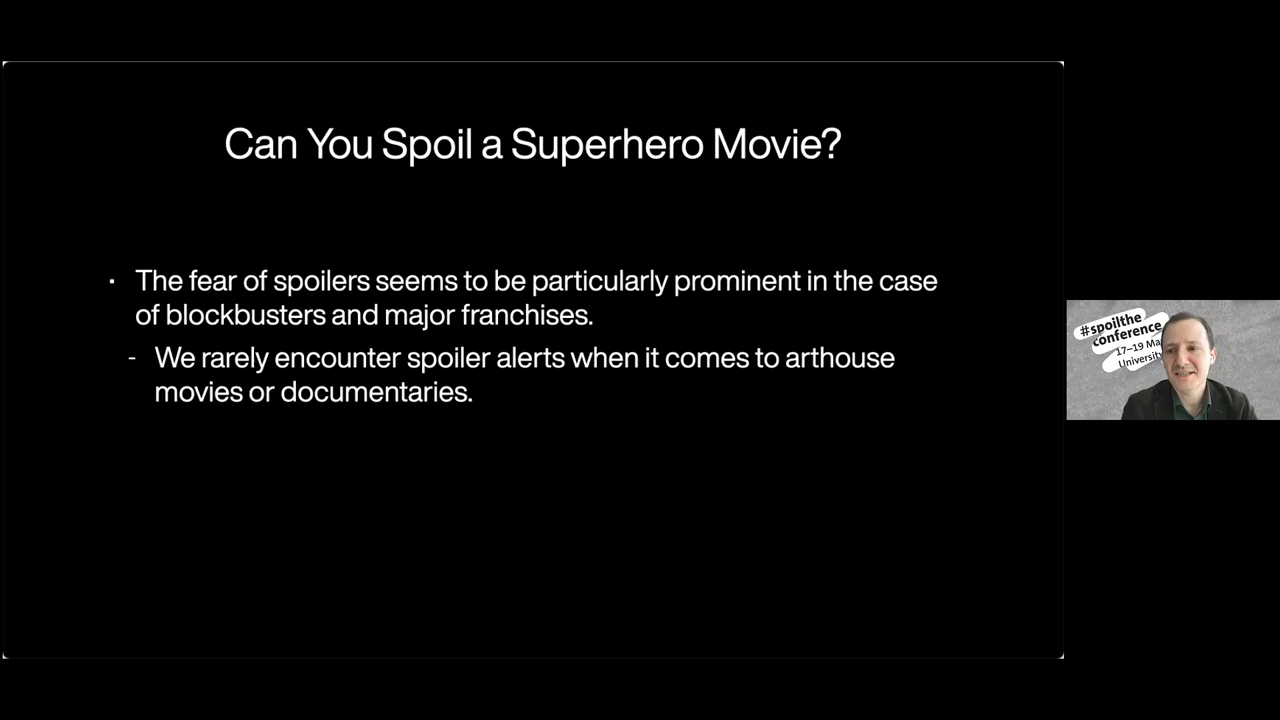 Can You Spoil a Superhero Movie?
· The fear of spoilers seems to be particularly prominent in the case
of blockbusters and major franchises.
- We rarely encounter spoiler alerts when it comes to arthouse
movies or documentaries.
#spoilthe
conference
17–19 Ma
University